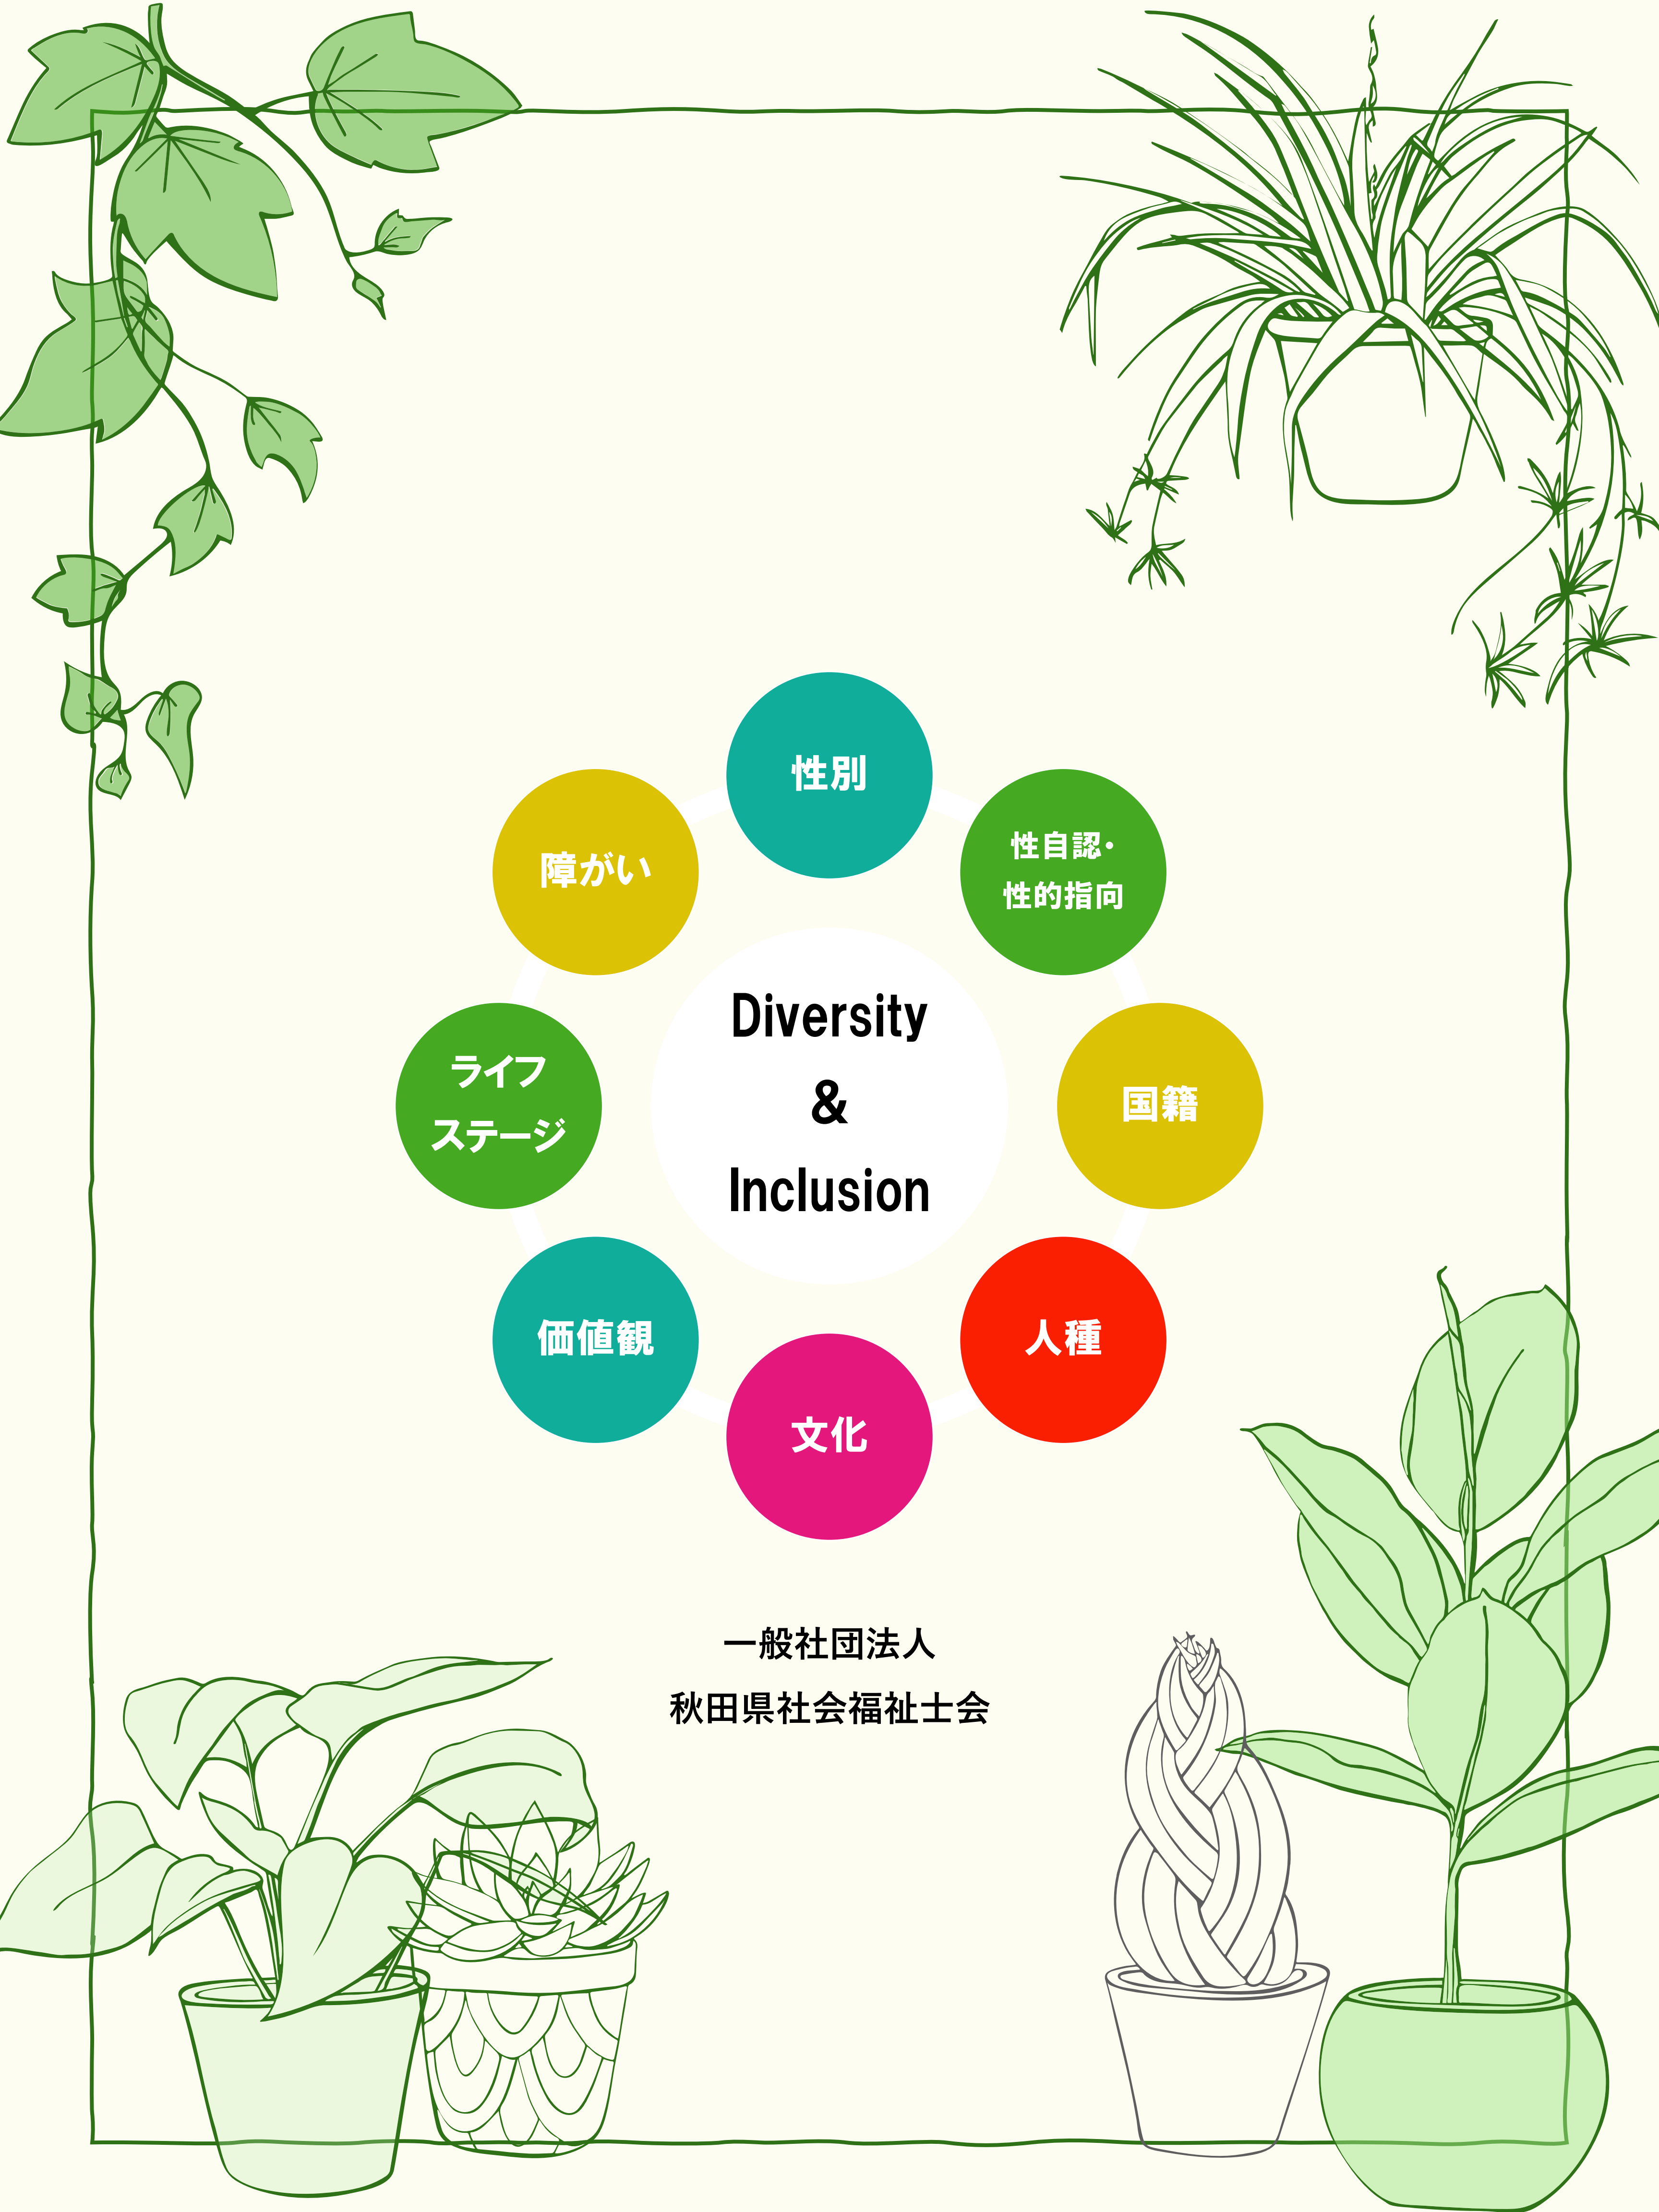 性別
性自認・
性的指向
国籍
人種
文化
価値観
ライフ
ステージ
障がい
Diversity
&
Inclusion
一般社団法人
秋田県社会福祉士会